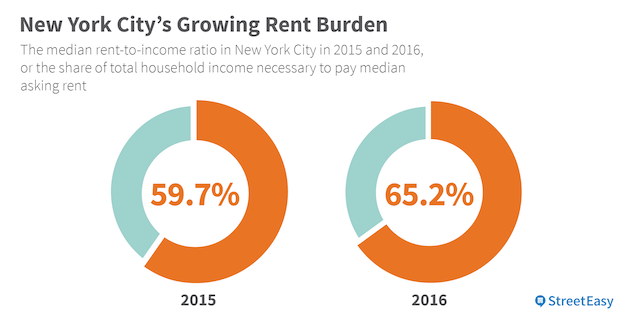 New York City’s Growing Rent Burden
The median rent-to-income ratio in New York City in 2015 and 2016,
or the share of total household income necessary to pay median
asking rent
59.7%
65.2%
2015
2016
StreetEasy